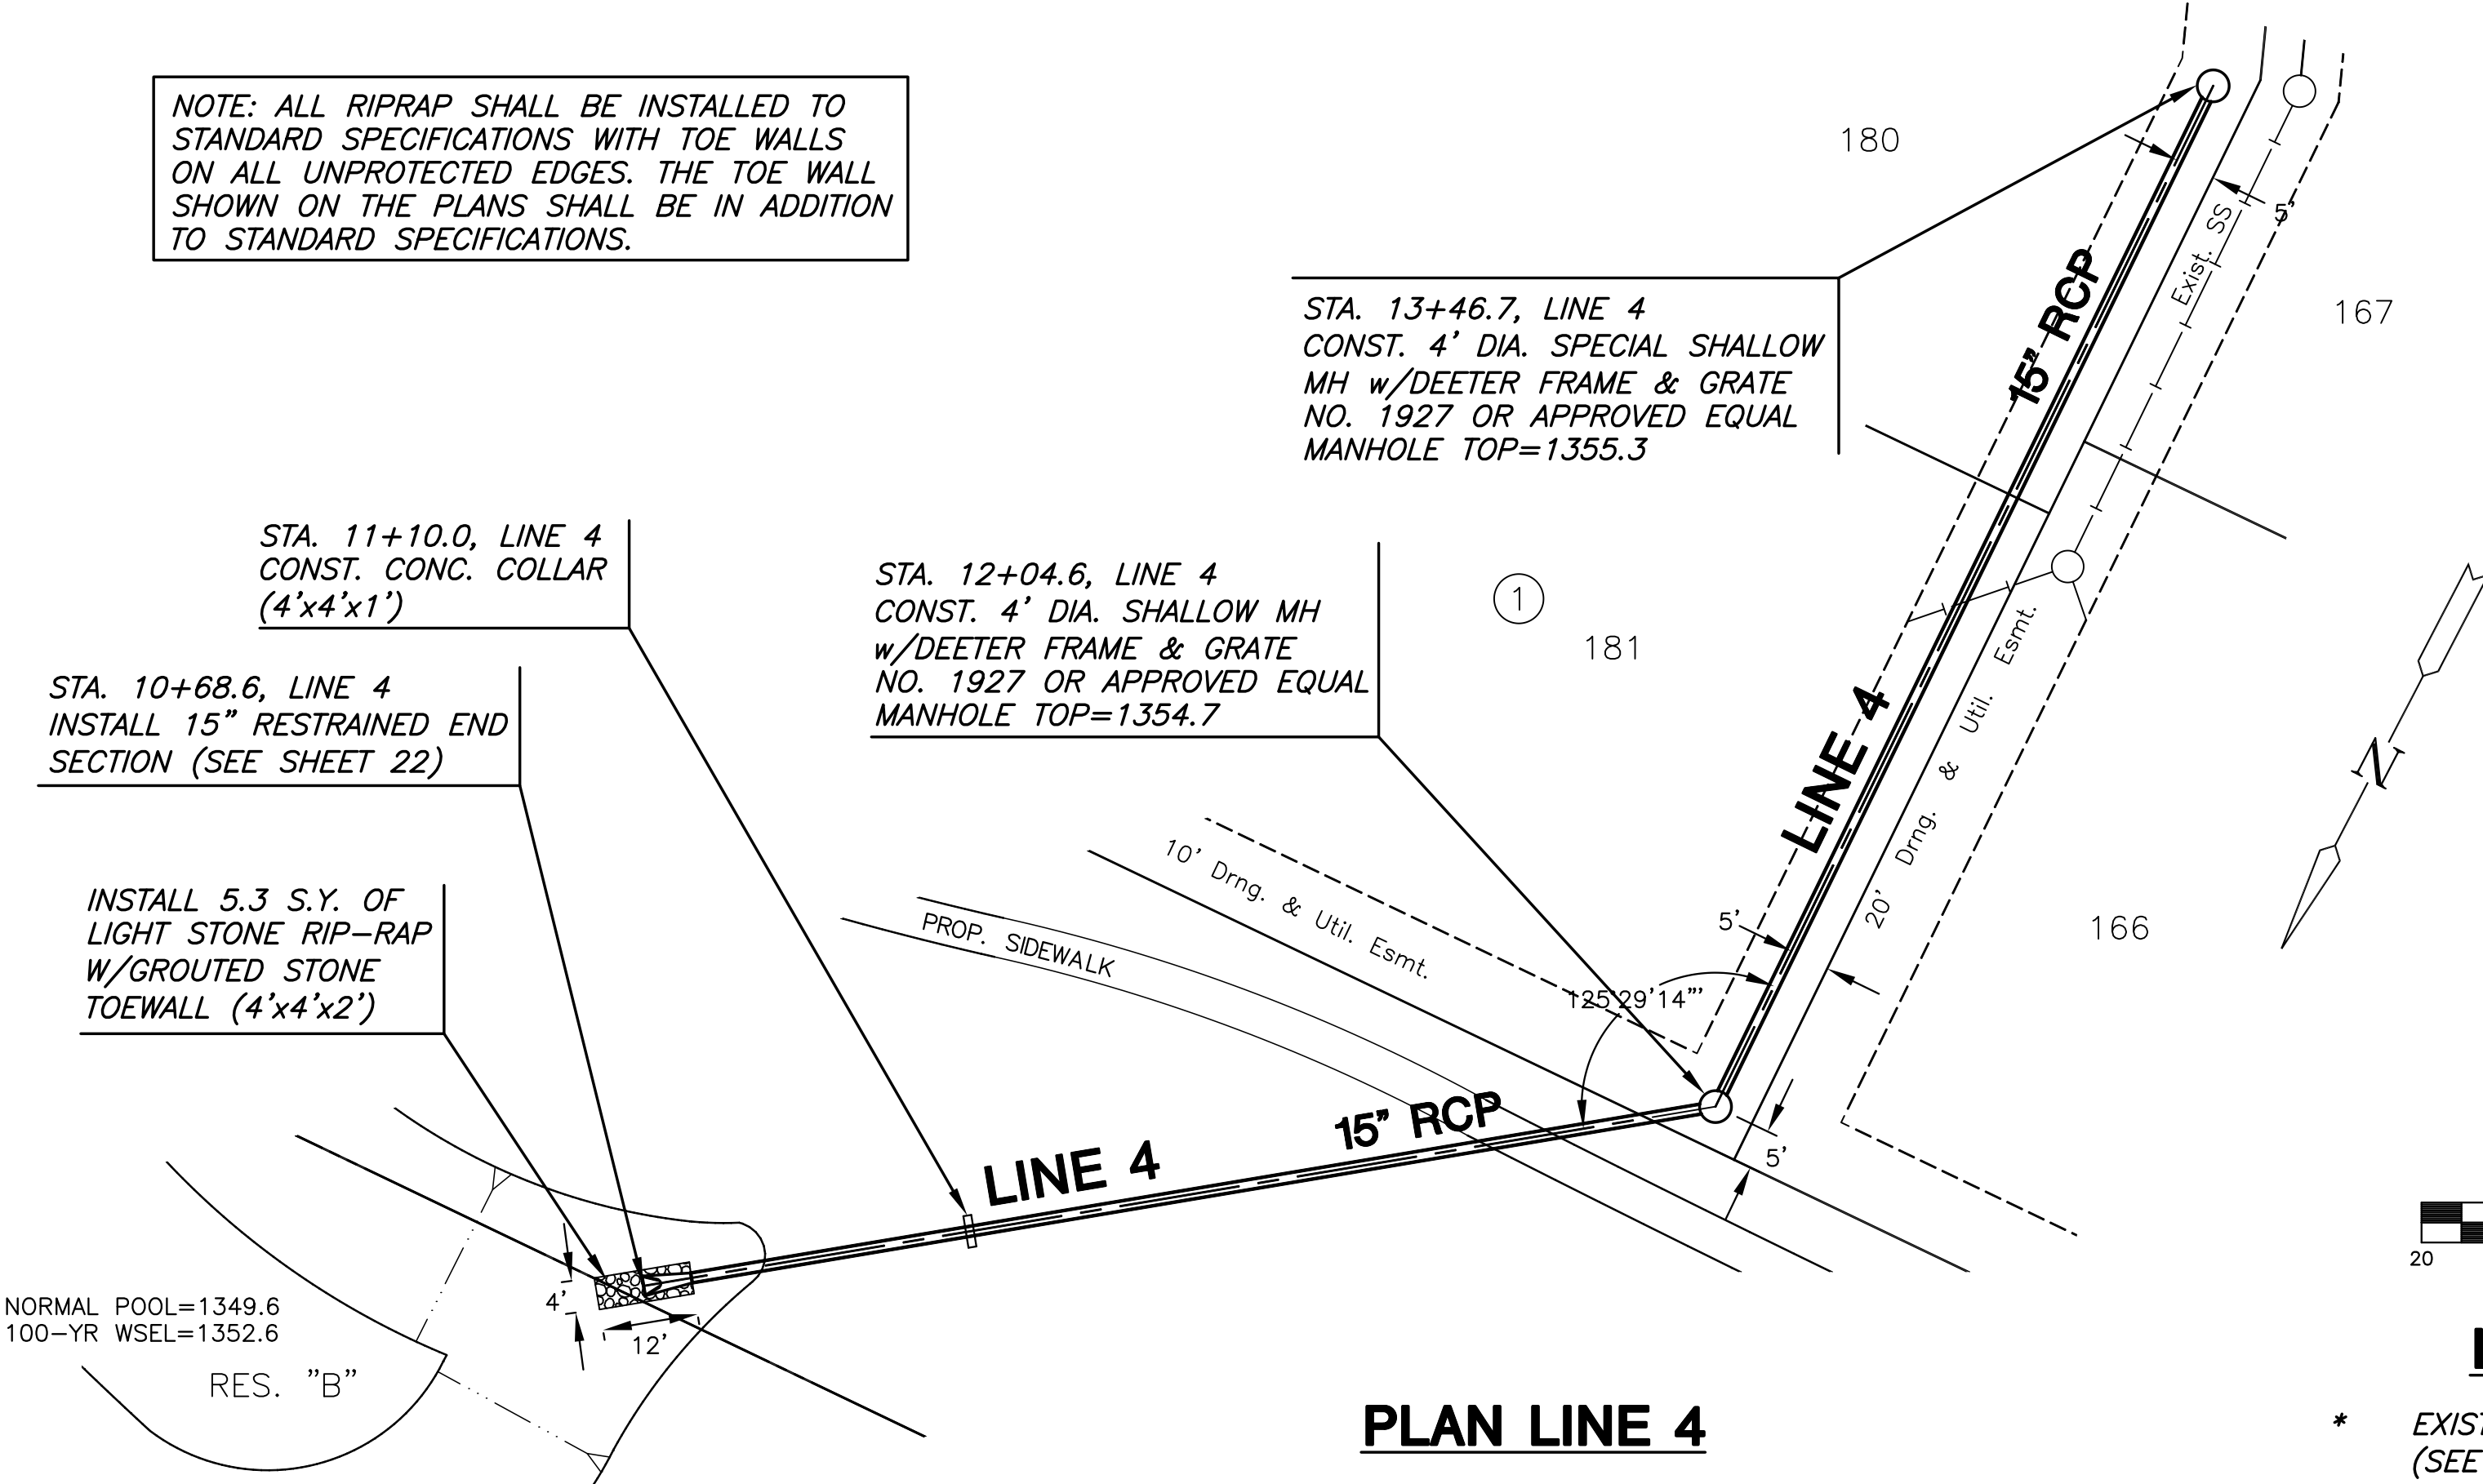 NOTE: ALL RIPRAP SHALL BE INSTALLED TO
STANDARD SPECIFICATIONS WITH TOE WALLS
ON ALL UNPROTECTED EDGES. THE TOE WALL
SHOWN ON THE PLANS SHALL BE IN ADDITION
TO STANDARD SPECIFICATIONS.
180
5'
Exist. SS
15" RCP
167
STA. 13+46.7, LINE 4
CONST. 4' DIA. SPECIAL SHALLOW
MH w/DEETER FRAME & GRATE
NO. 1927 OR APPROVED EQUAL
MANHOLE TOP=1355.3
STA. 11+10.0, LINE 4
CONST. CONC. COLLAR
(4'x4'x1')
STA. 12+04.6, LINE 4
CONST. 4' DIA. SHALLOW MH
w/DEETER FRAME & GRATE
NO. 1927 OR APPROVED EQUAL
MANHOLE TOP=1354.7
1
181
STA. 10+68.6, LINE 4
INSTALL 15" RESTRAINED END
SECTION (SEE SHEET 22)
LINE 4
20' Drng. & Util. Esmt.
N
INSTALL 5.3 S.Y. OF
LIGHT STONE RIP-RAP
W/GROUTED STONE
TOEWALL (4'x4'x2')
10' Drng. & Util. Esmt.
PROP. SIDEWALK
5'
166
125°29'14"'
15" RCP
LINE 4
5'
20
4'
12'
NORMAL POOL=1349.6
100-YR WSEL=1352.6
RES. "B"
PLAN LINE 4
*
(SEE